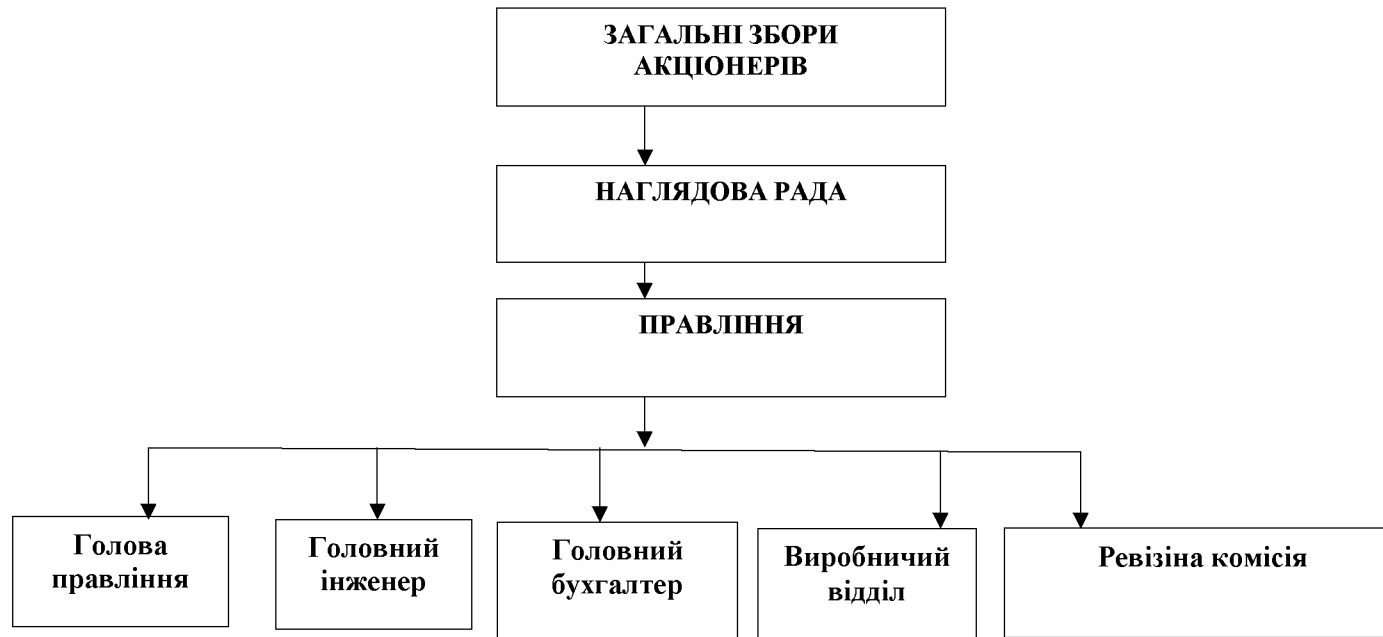 ЗАГАЛЬНІ ЗБОРИ
АКЦІОНЕРІВ
НАГЛЯДОВА РАДА
ПРАВЛІННЯ
Голова
правління
Головний
інженер
Головний
бухгалтер
Виробничий
відділ
Ревізіна комісія